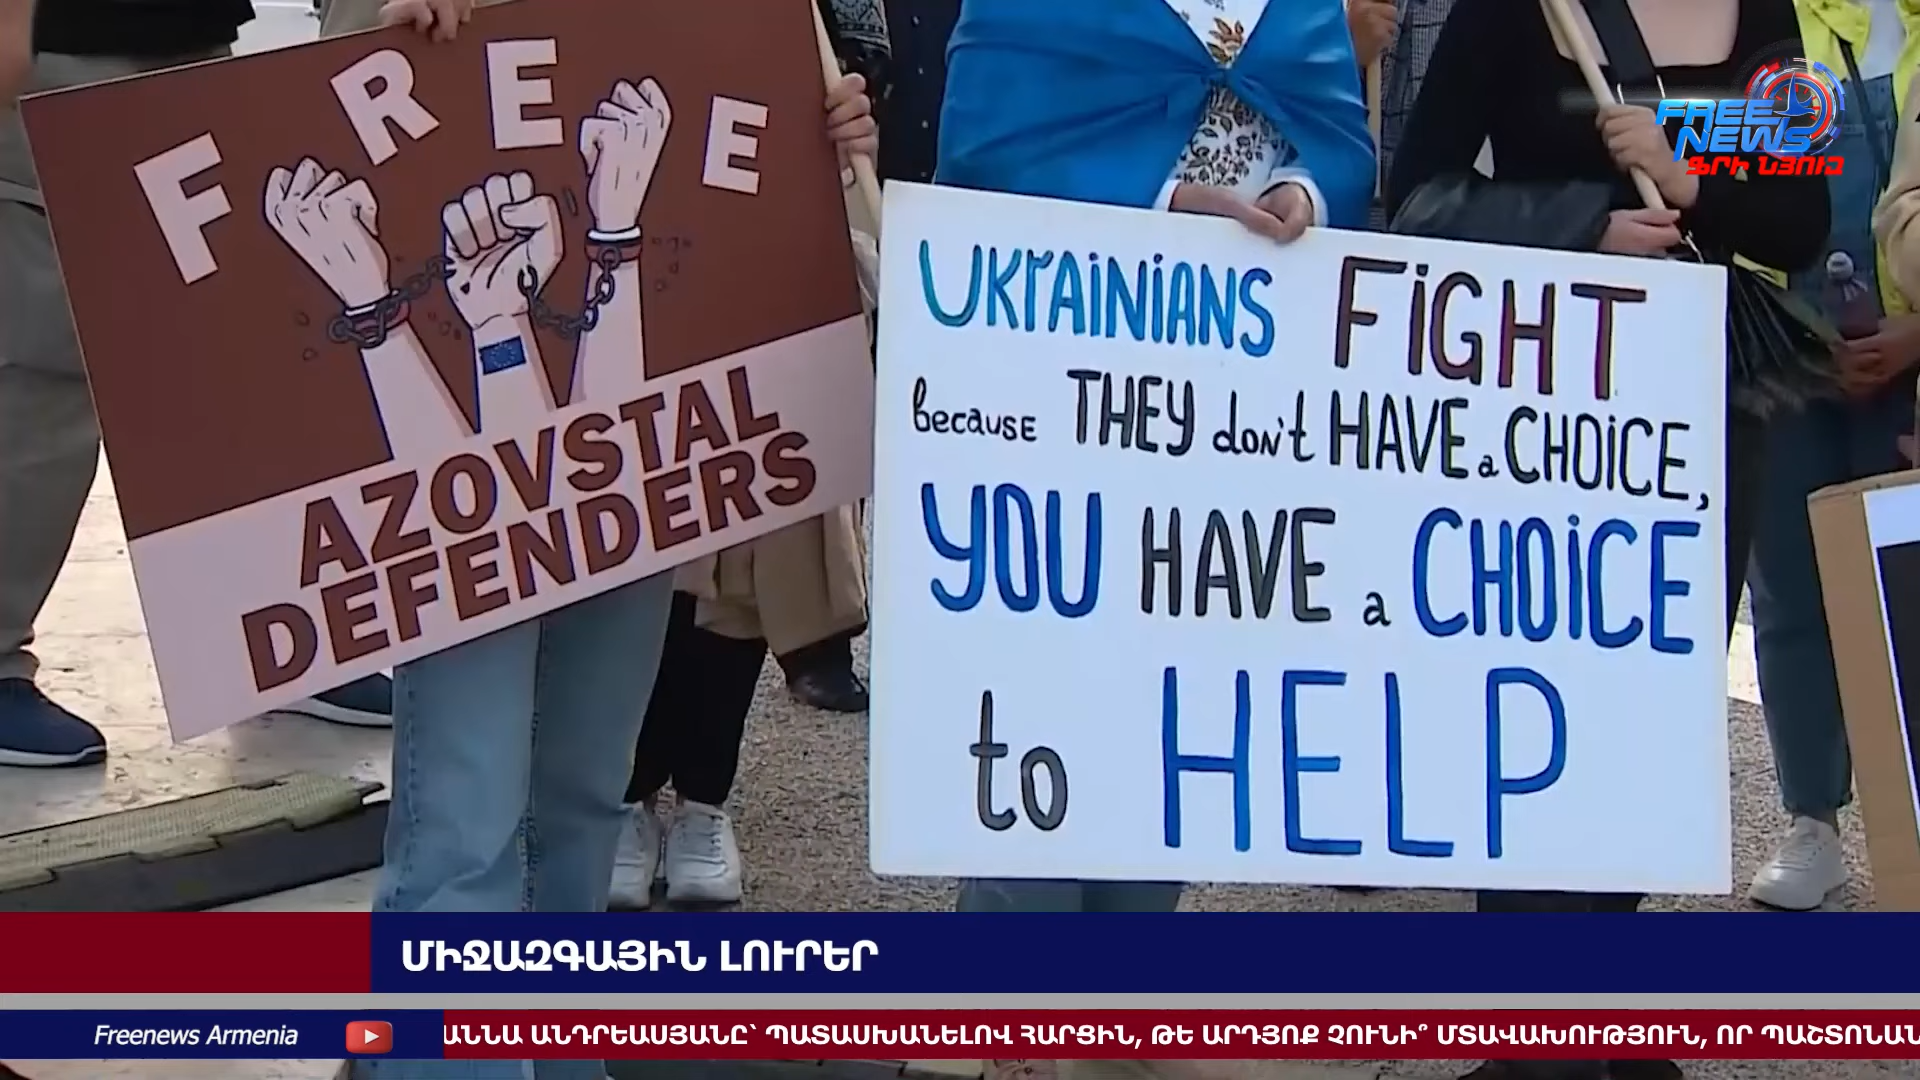 FREE
AZOVSTAL
DEFENDERS
UKrAiNiANS FiGHT
because THEY don't HAVE a CHOiCE,
YOU HAVE a CHOiCE
to HELP
FREE
NEWS
ՖՐԻ ՆՅՈՒԶ
ՄԻՋԱԶԳԱՅԻՆ ԼՈՒՐԵՐ
Freenews Armenia
ԱՆՆԱ ԱՆԴՐԵԱՍՅԱՆԸ՝ ՊԱՏԱՍԽԱՆԵԼՈՎ ՀԱՐՑԻՆ, ԹԵ ԱՐԴՅՈՔ ՉՈՒՆԻ՞ ՄՏԱՎԱԽՈՒԹՅՈՒՆ, ՈՐ ՊԱՇՏՈՆԱՆ